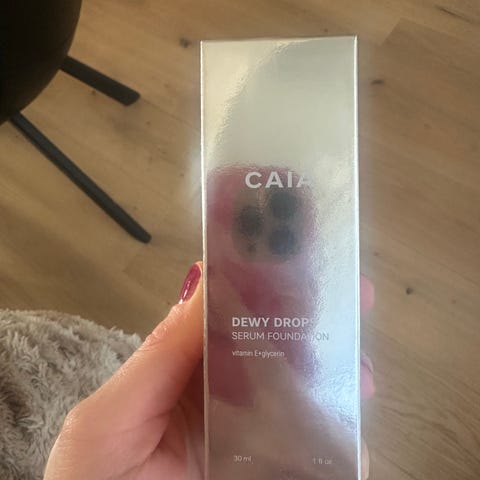 CAIA
DEWY DROPS
SERUM FOUNDATION
vitamin E+glycerin
30 ml
1 fl oz